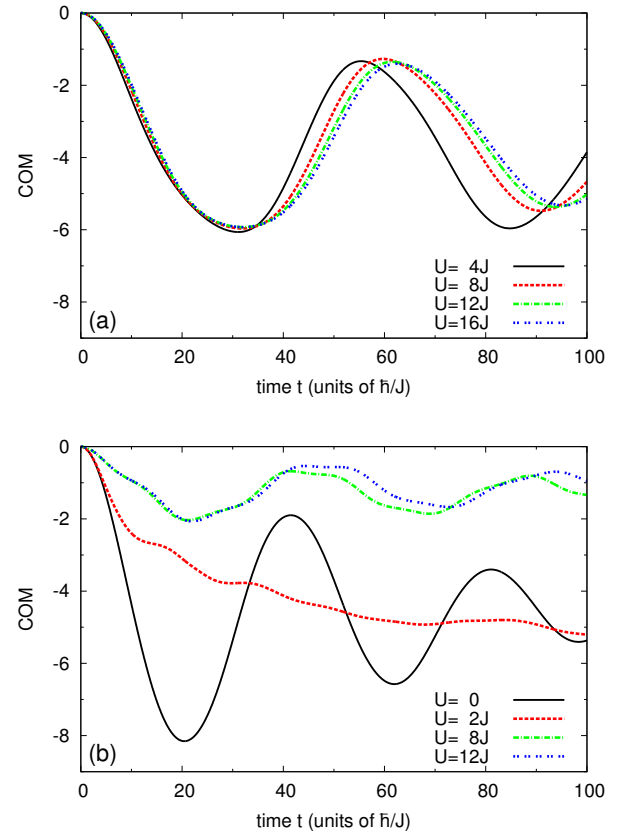 0
-2
-4
-6
-8
COM
(a)
U= 4J
U= 8J
U=12J
U=16J
0 20 40 60 80 100
time t (units of ħ/J)
0
-2
-4
-6
-8
COM
(b)
U= 0
U= 2J
U= 8J
U=12J
0 20 40 60 80 100
time t (units of ħ/J)